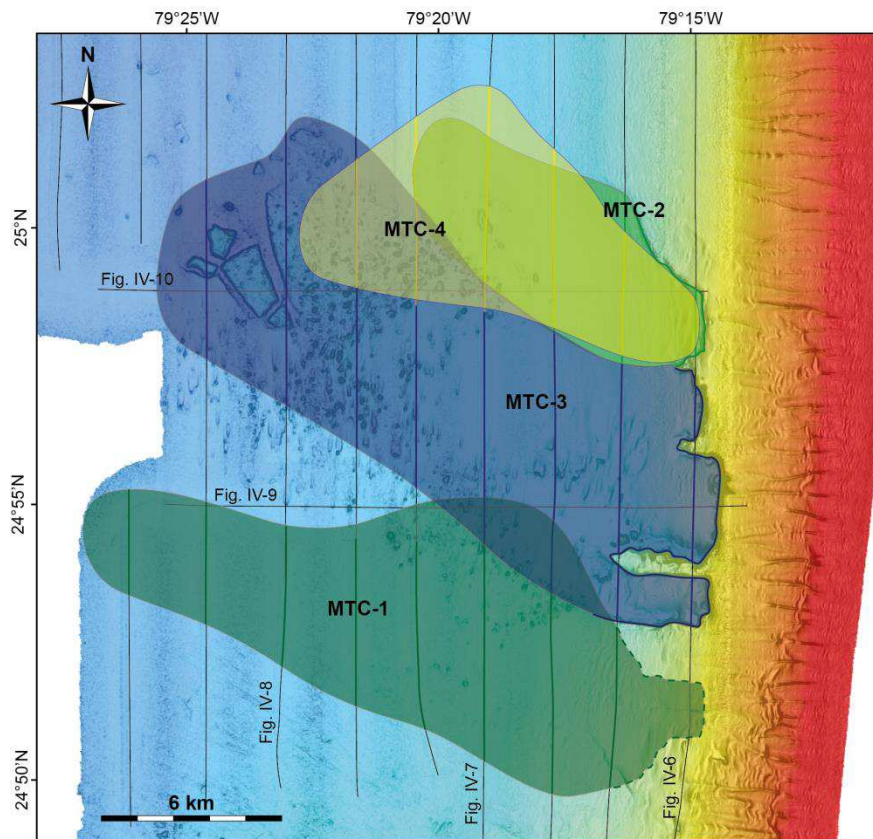 79°25'W 79°20'W 79°15'W
N
25°N
MTC-2
MTC-4
Fig. IV-10
MTC-3
24°55'N
Fig. IV-9
MTC-1
Fig. IV-8
Fig. IV-7
Fig. IV-6
24°50'N
6 km